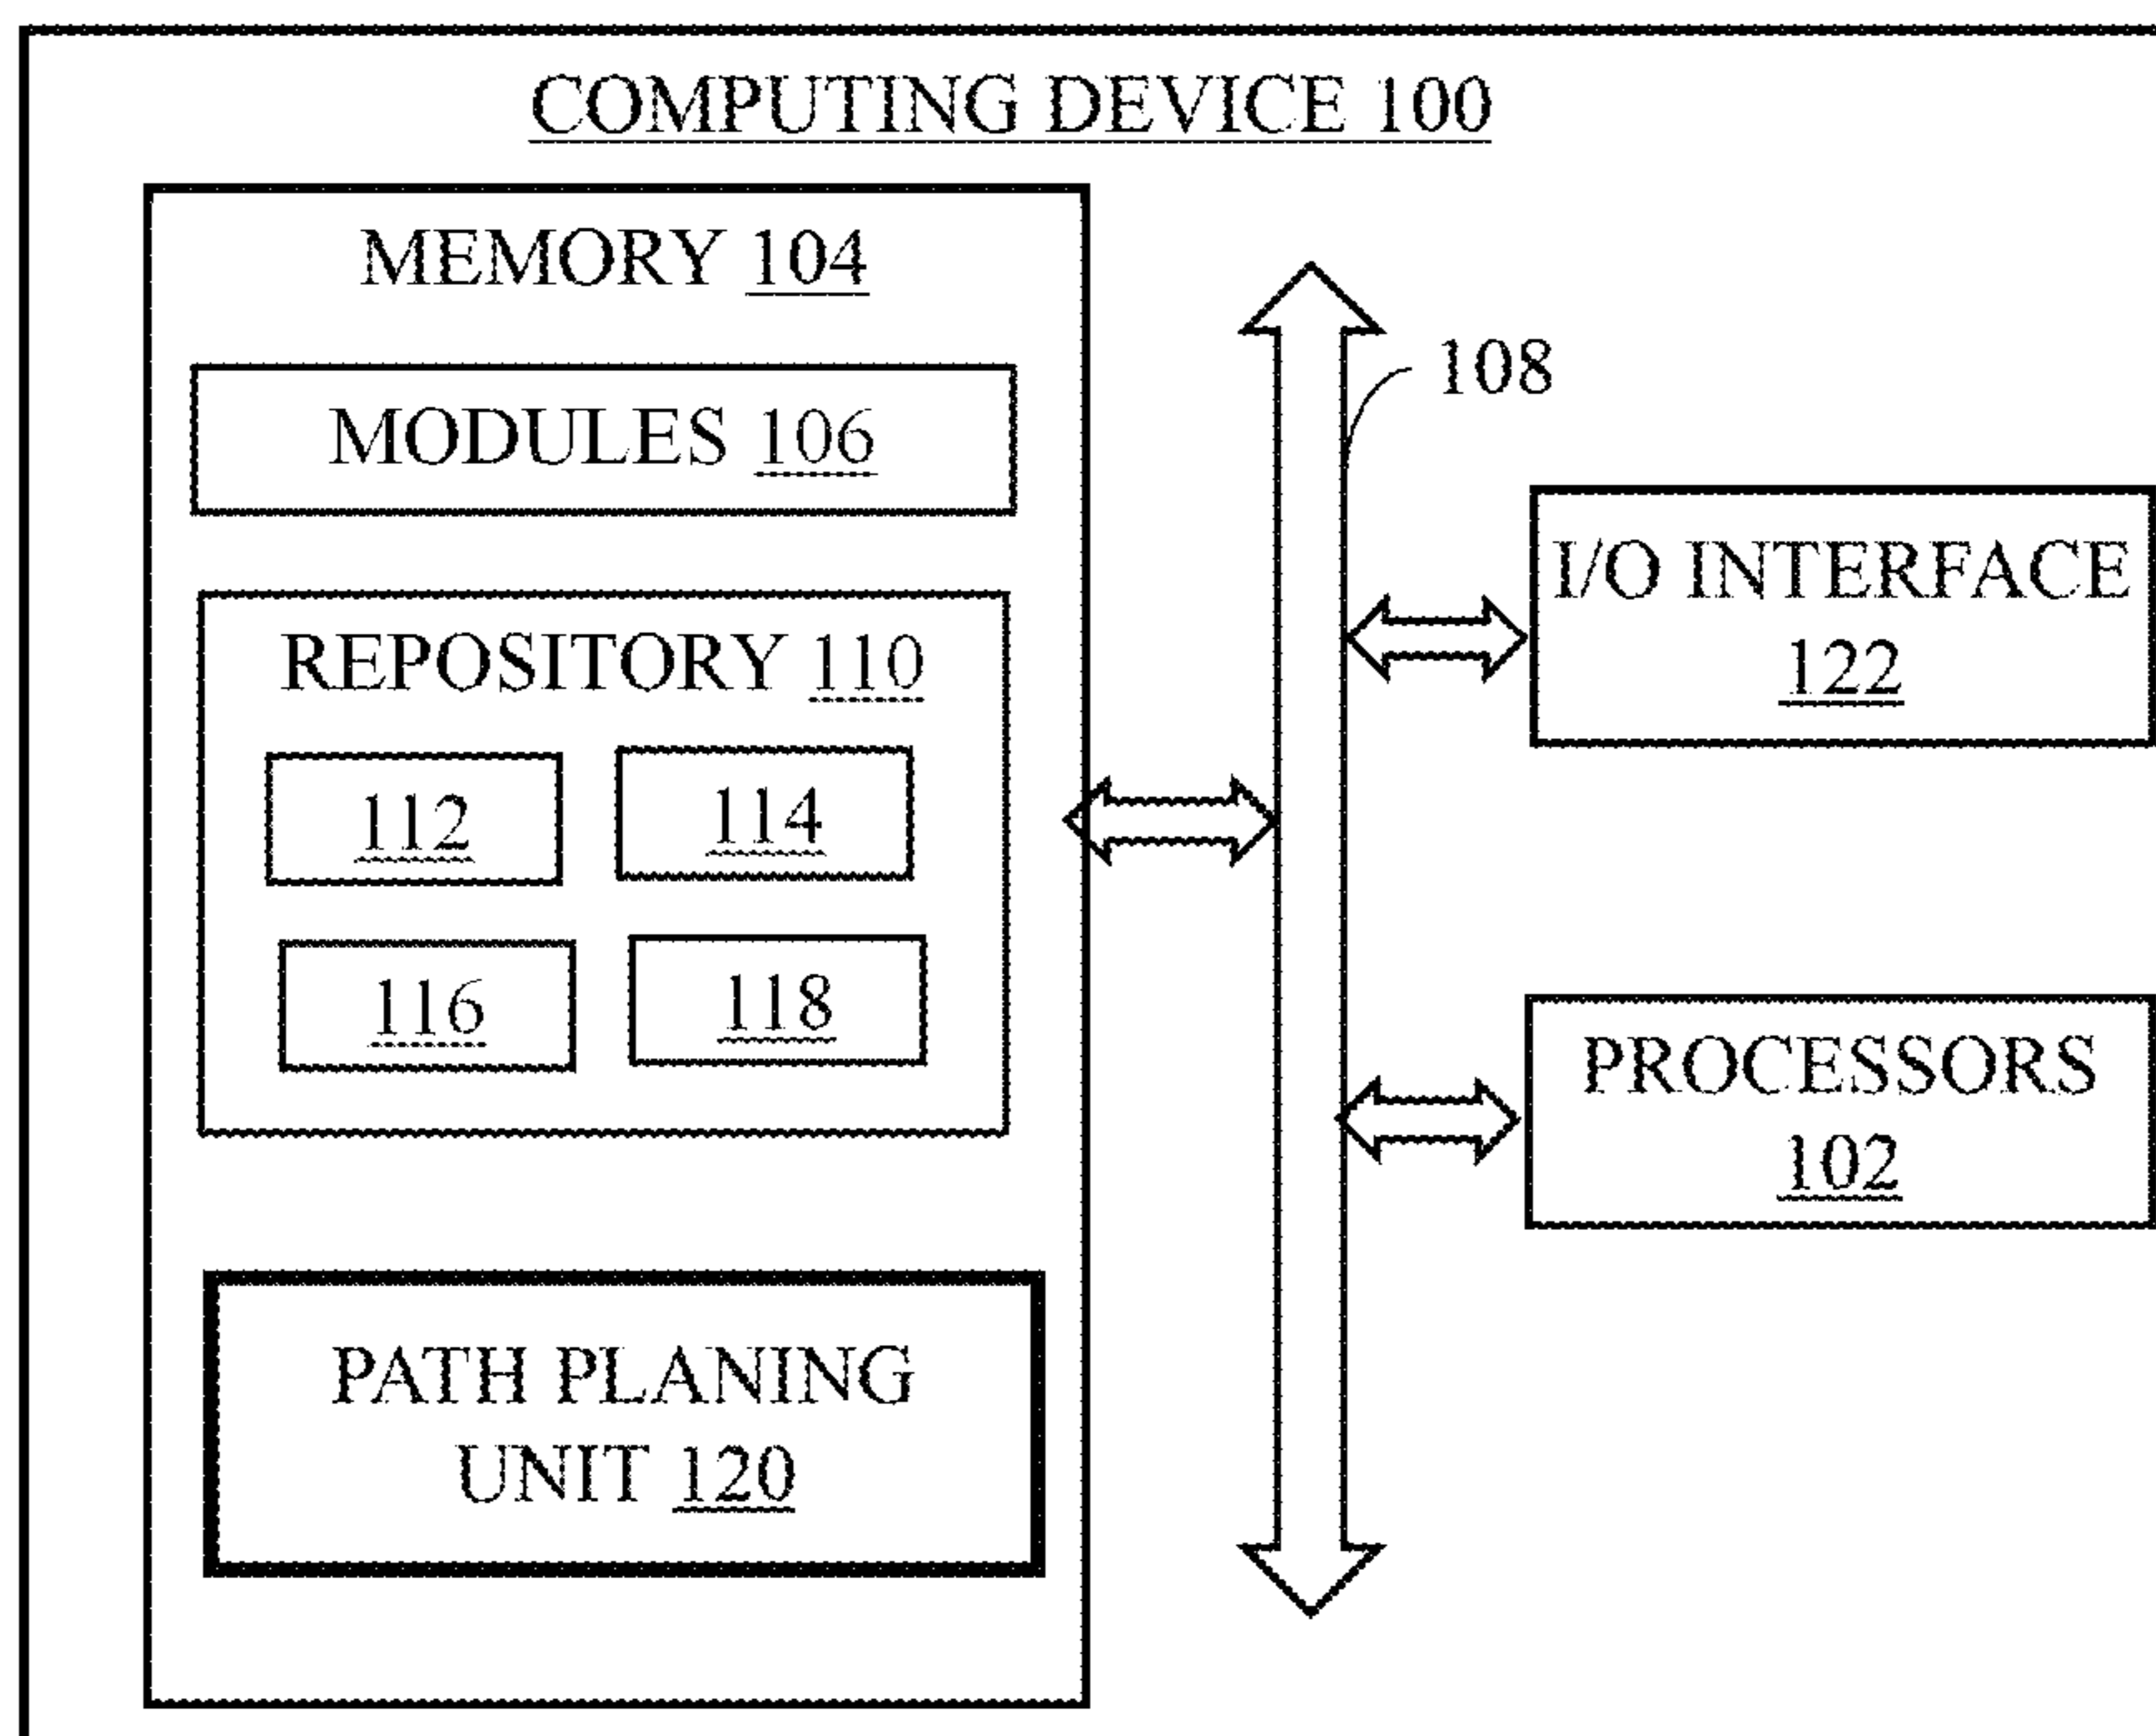 COMPUTING DEVICE 100
MEMORY 104
MODULES 106
REPOSITORY 110
112
114
116
118
PATH PLANING
UNIT 120
108
I/O INTERFACE
122
PROCESSORS
102